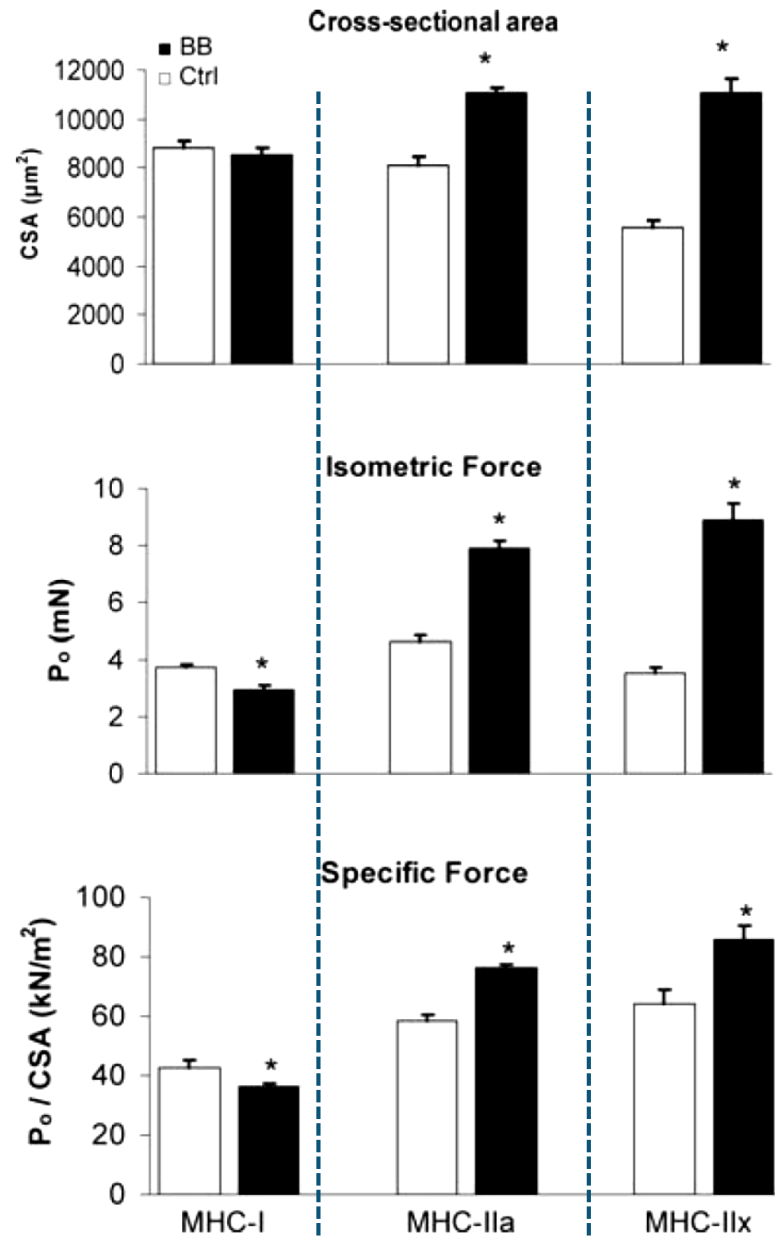 Cross-sectional area
BB
Ctrl
12000
10000
8000
6000
4000
2000
0
CSA (µm²)
* *
Isometric Force
10
8
6
4
2
0
Pₒ (mN)
* * *
Specific Force
100
80
60
40
20
0
Pₒ / CSA (kN/m²)
* * *
MHC-I MHC-IIa MHC-IIx